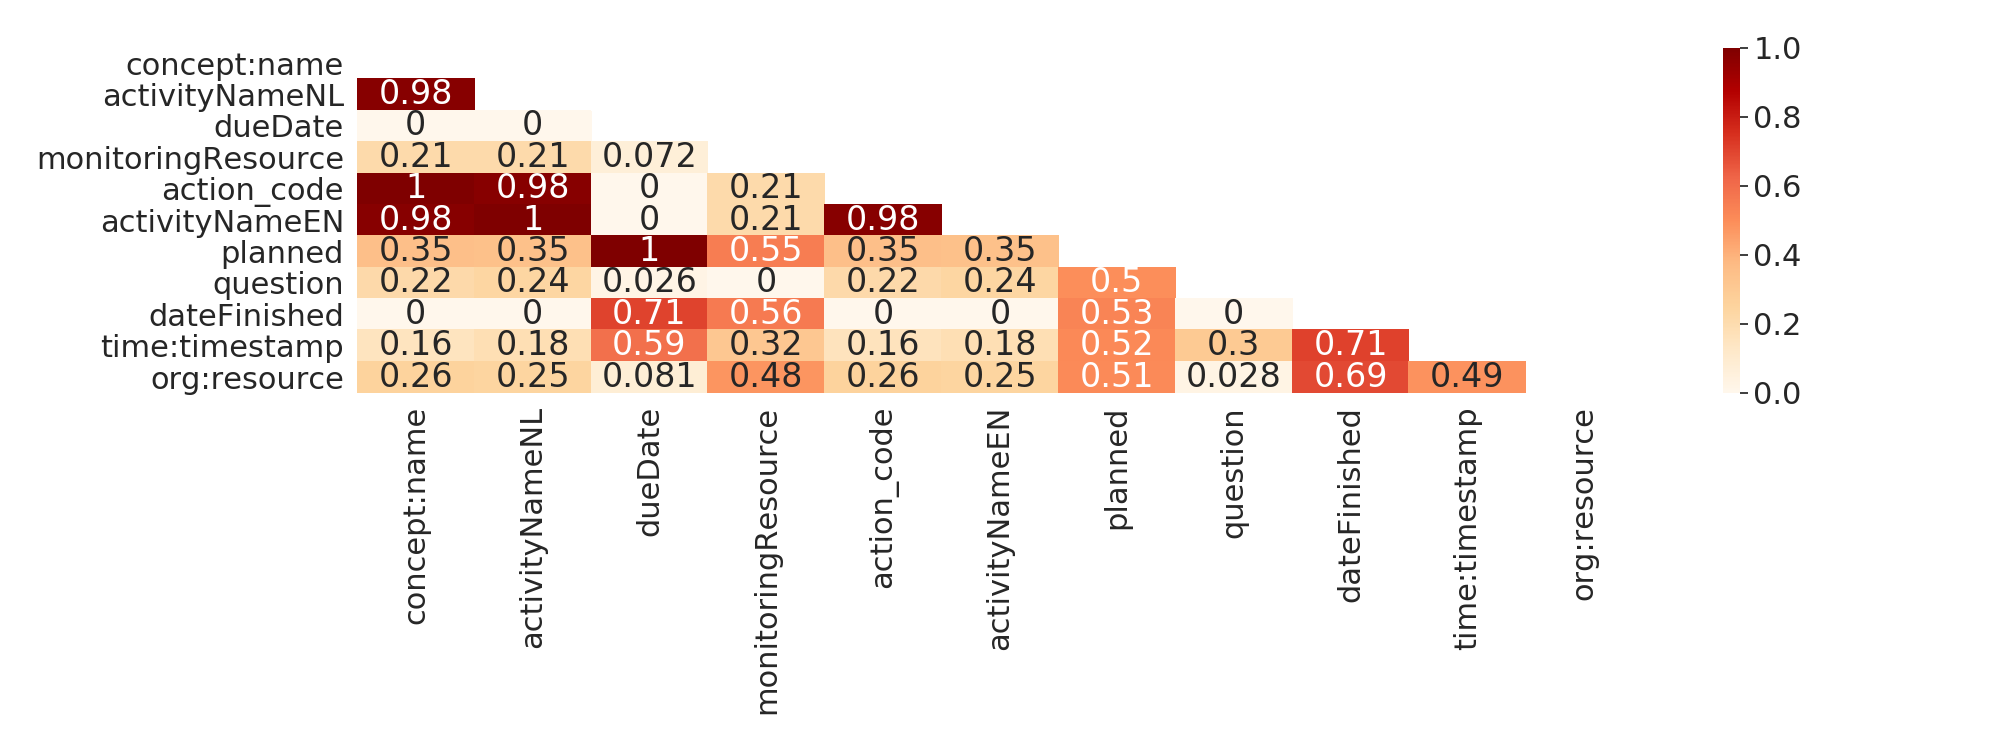 concept:name
activityNameNL 0.98
dueDate 0 0
monitoringResource 0.21 0.21 0.072
action_code 1 0.98 0 0.21
activityNameEN 0.98 1 0 0.21 0.98
planned 0.35 0.35 1 0.55 0.35 0.35
question 0.22 0.24 0.026 0 0.22 0.24 0.5
dateFinished 0 0 0.71 0.56 0 0 0.53 0
time:timestamp 0.16 0.18 0.59 0.32 0.16 0.18 0.52 0.3 0.71
org:resource 0.26 0.25 0.081 0.48 0.26 0.25 0.51 0.028 0.69 0.49
concept:name
activityNameNL
dueDate
monitoringResource
action_code
activityNameEN
planned
question
dateFinished
time:timestamp
org:resource
1.0
0.8
0.6
0.4
0.2
0.0